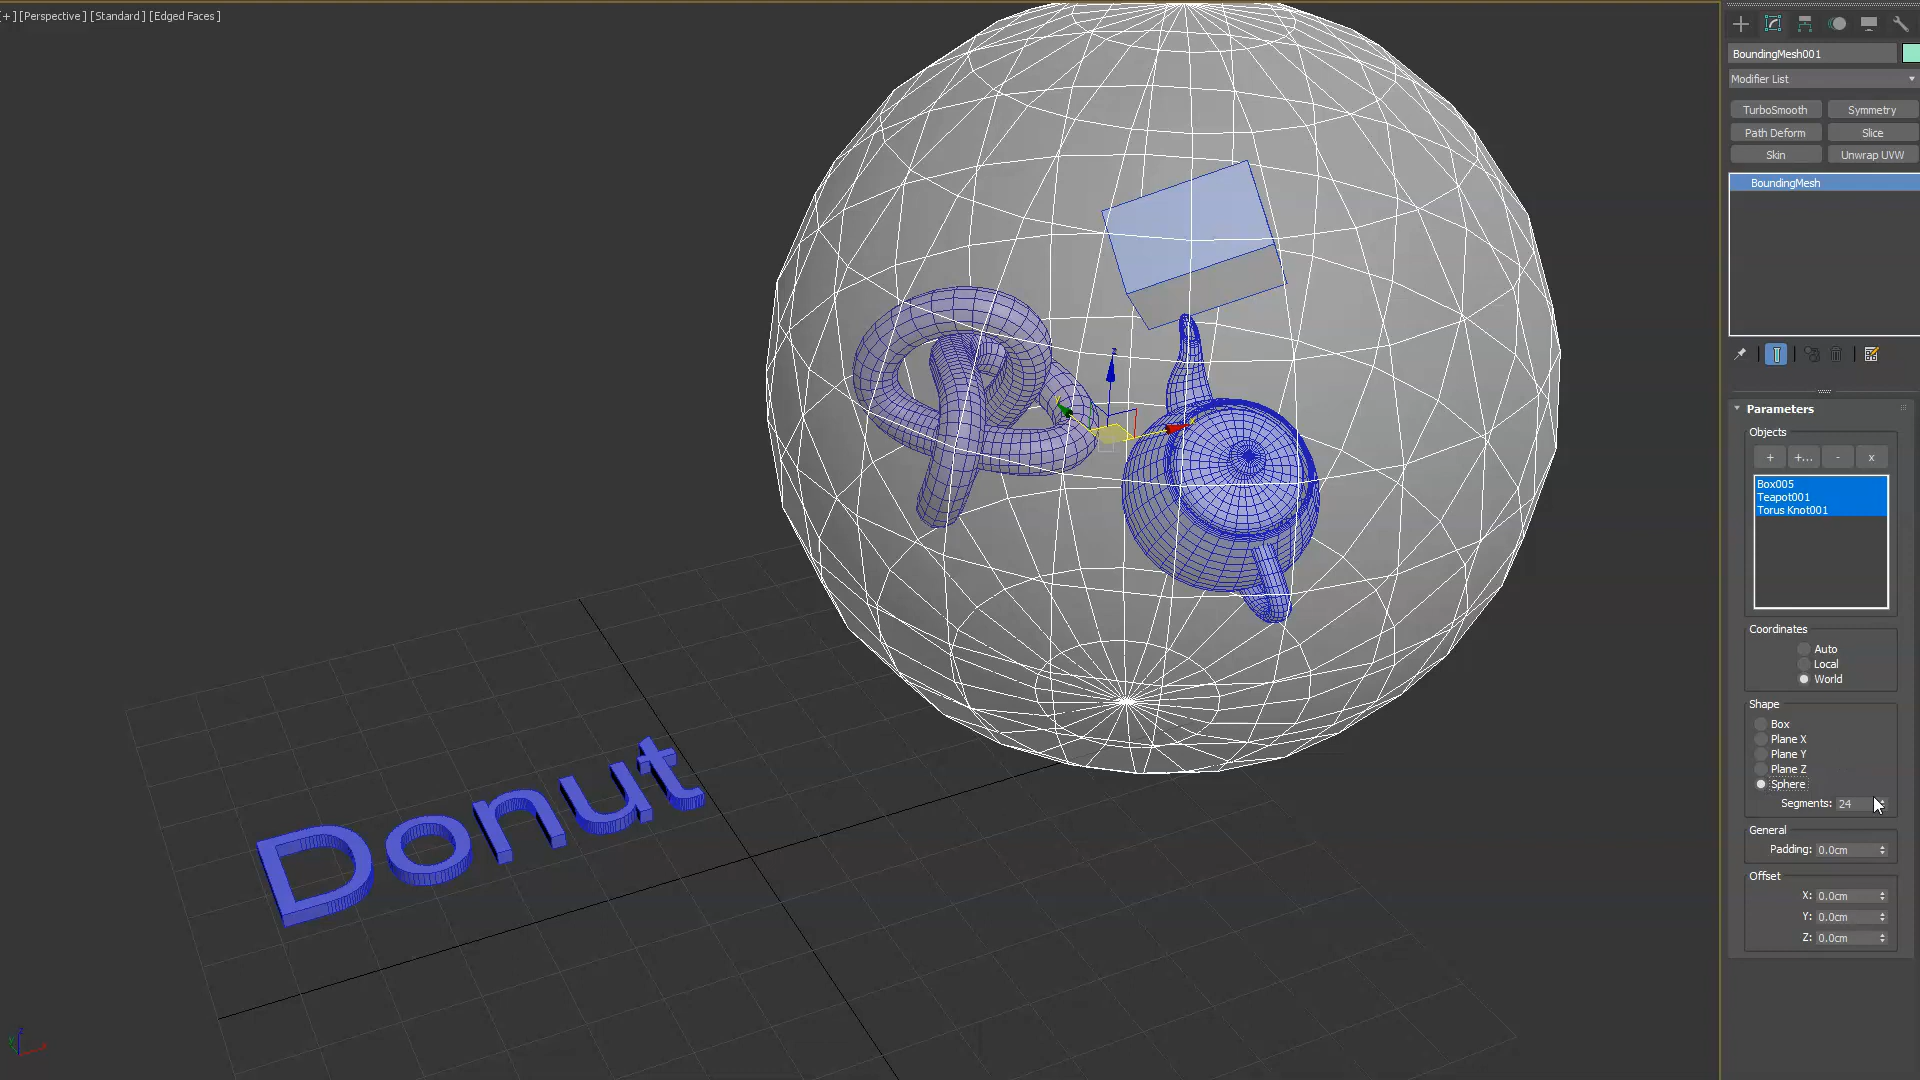 [+] [Perspective ] [Standard ] [Edged Faces ]
BoundingMesh001
Modifier List
TurboSmooth Symmetry
Path Deform Slice
Skin Unwrap UVW
BoundingMesh
Parameters
Objects
+ +... - x
Box005
Teapot001
Torus Knot001
Coordinates
Auto
Local
World
Shape
Box
Plane X
Plane Y
Plane Z
Sphere
Segments: 24
General
Padding: 0.0cm
Offset
X: 0.0cm
Y: 0.0cm
Z: 0.0cm
Donut
z
y
x